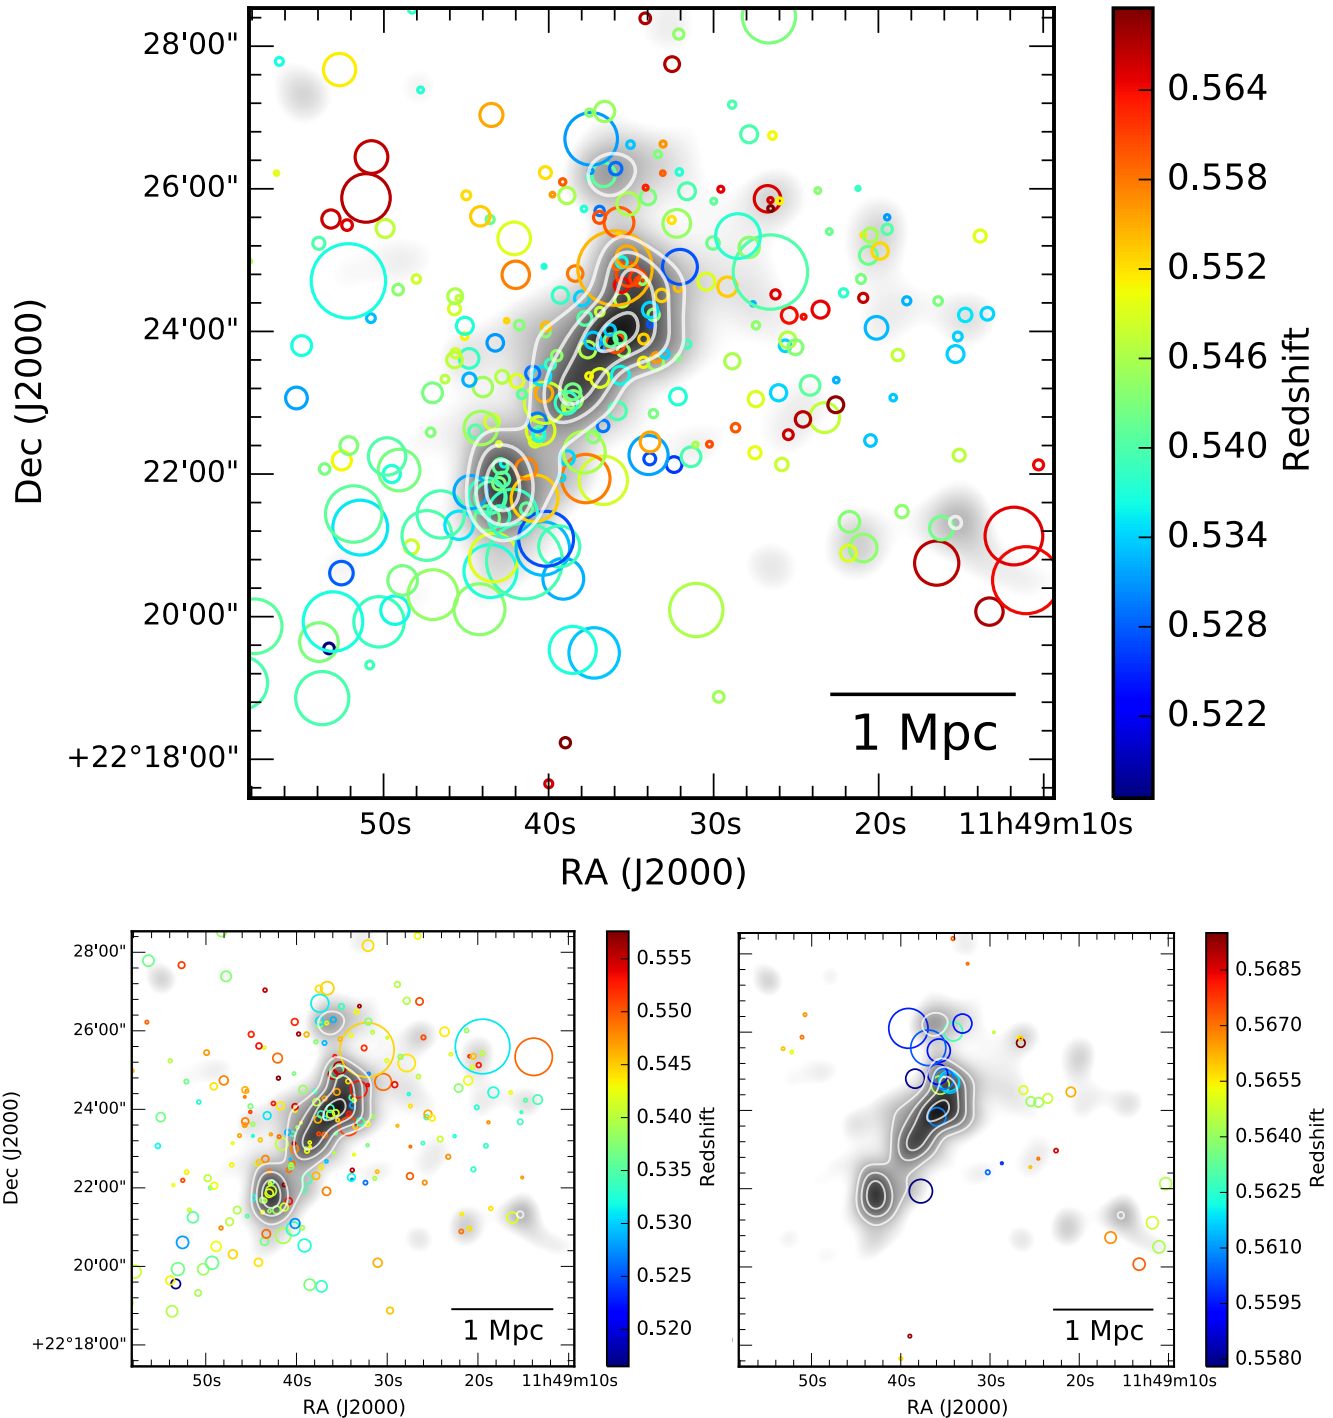 28'00"
26'00"
24'00"
22'00"
20'00"
+22°18'00"
Dec (J2000)
50s
40s
30s
20s
11h49m10s
RA (J2000)
1 Mpc
0.564
0.558
0.552
0.546
0.540
0.534
0.528
0.522
Redshift
28'00"
26'00"
24'00"
22'00"
20'00"
+22°18'00"
Dec (J2000)
50s
40s
30s
20s
11h49m10s
RA (J2000)
1 Mpc
0.555
0.550
0.545
0.540
0.535
0.530
0.525
0.520
Redshift
50s
40s
30s
20s
11h49m10s
RA (J2000)
1 Mpc
0.5685
0.5670
0.5655
0.5640
0.5625
0.5610
0.5595
0.5580
Redshift